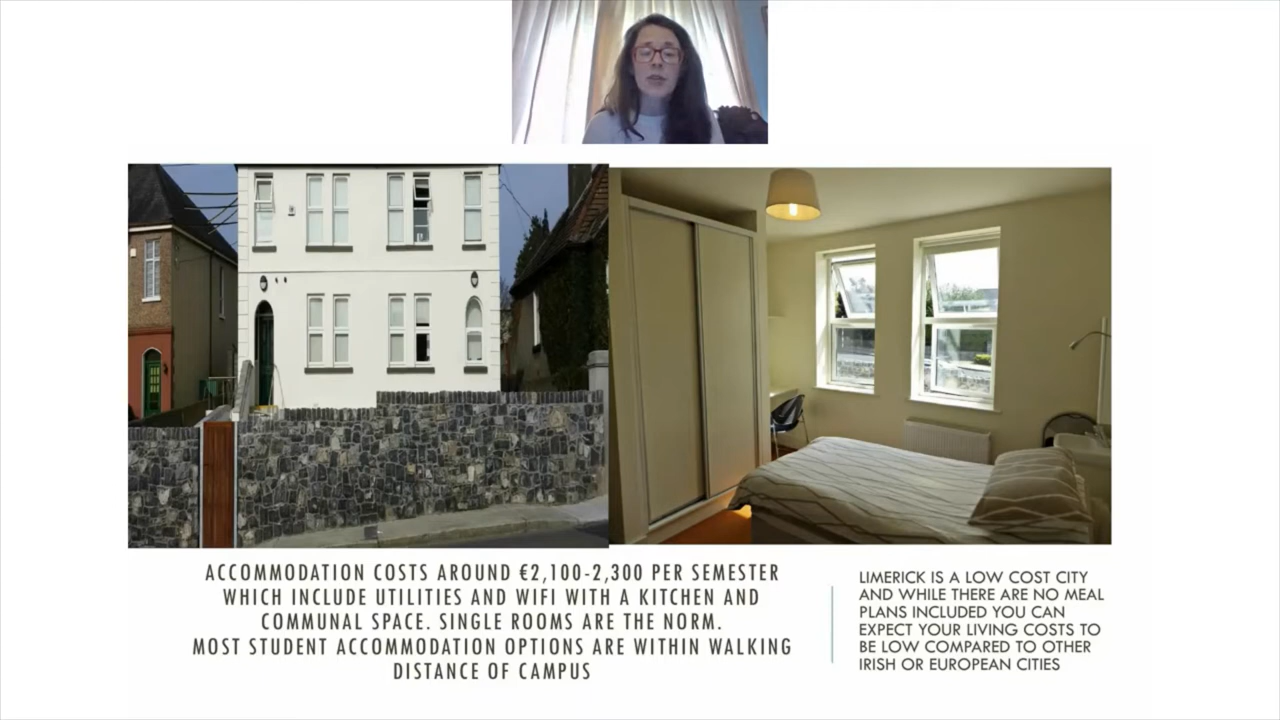 ACCOMMODATION COSTS AROUND €2,100-2,300 PER SEMESTER
WHICH INCLUDE UTILITIES AND WIFI WITH A KITCHEN AND
COMMUNAL SPACE. SINGLE ROOMS ARE THE NORM.
MOST STUDENT ACCOMMODATION OPTIONS ARE WITHIN WALKING
DISTANCE OF CAMPUS
LIMERICK IS A LOW COST CITY
AND WHILE THERE ARE NO MEAL
PLANS INCLUDED YOU CAN
EXPECT YOUR LIVING COSTS TO
BE LOW COMPARED TO OTHER
IRISH OR EUROPEAN CITIES